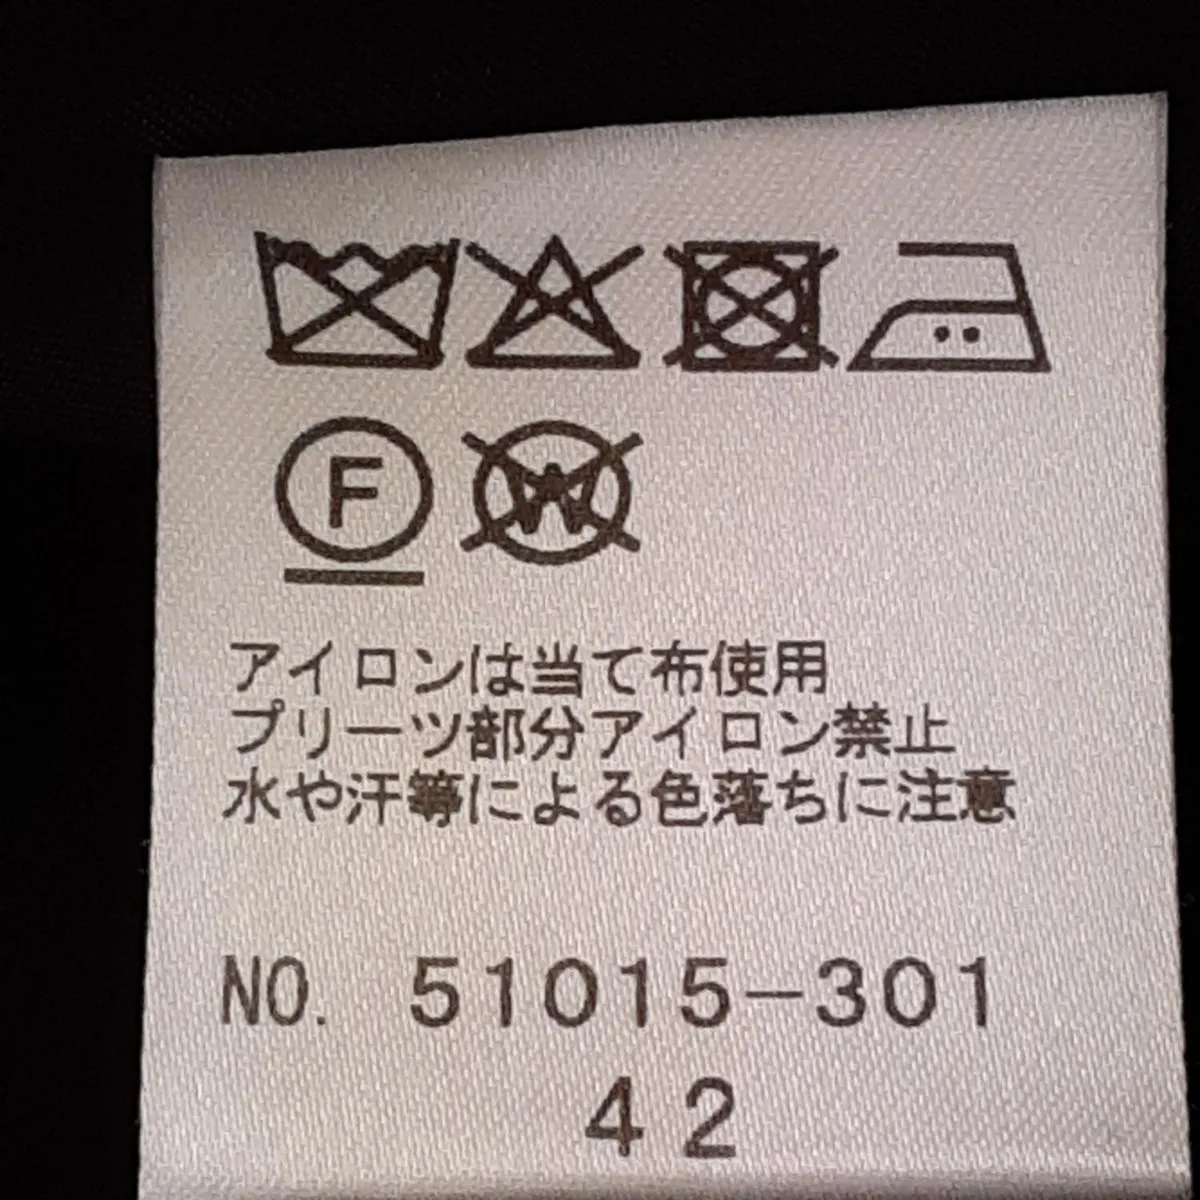 F W
アイロンは当て布使用
プリーツ部分アイロン禁止
水や汗等による色落ちに注意
NO. 51015-301
42